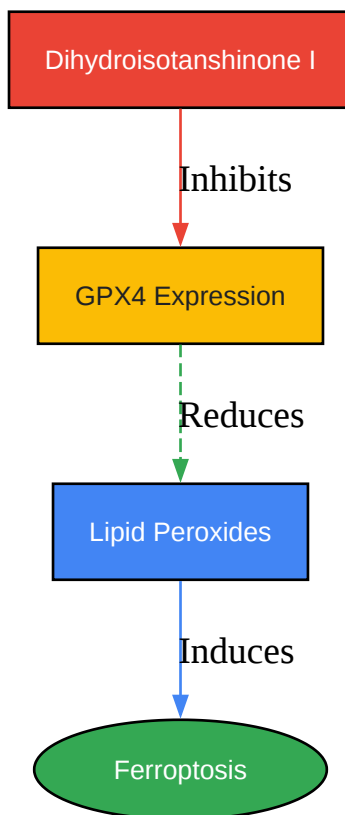 Dihydroisotanshinone I
Inhibits
GPX4 Expression
Reduces
Lipid Peroxides
Induces
Ferroptosis